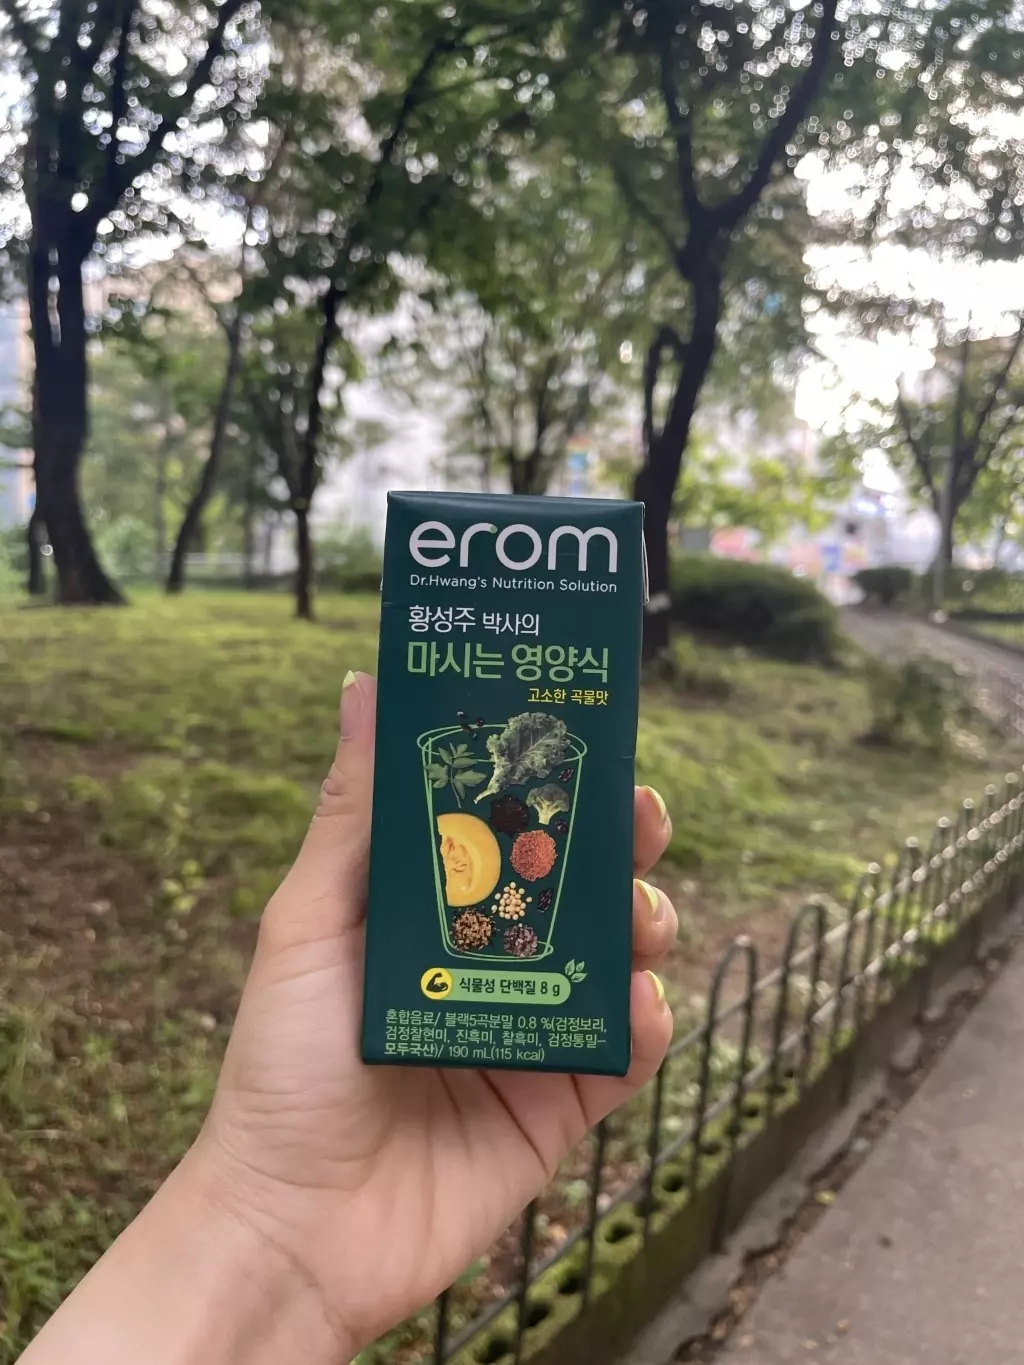 erom
Dr.Hwang's Nutrition Solution
황성주 박사의
마시는 영양식
고소한 곡물맛
식물성 단백질 8 g
혼합음료/ 블랙5곡분말 0.8 %(검정보리,
검정찰현미, 진흑미, 찰흑미, 검정통밀-
모두국산)/ 190 mL(115 kcal)